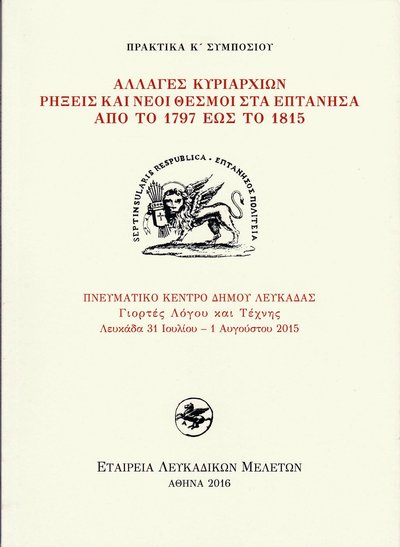 ΠΡΑΚΤΙΚΑ Κ΄ ΣΥΜΠΟΣΙΟΥ
ΑΛΛΑΓΕΣ ΚΥΡΙΑΡΧΙΩΝ
ΡΗΞΕΙΣ ΚΑΙ ΝΕΟΙ ΘΕΣΜΟΙ ΣΤΑ ΕΠΤΑΝΗΣΑ
ΑΠΟ ΤΟ 1797 ΕΩΣ ΤΟ 1815
SEPTINSULARIS RESPUBLICA · ΕΠΤΑΝΗΣΟΣ ΠΟΛΙΤΕΙΑ
ΠΝΕΥΜΑΤΙΚΟ ΚΕΝΤΡΟ ΔΗΜΟΥ ΛΕΥΚΑΔΑΣ
Γιορτές Λόγου και Τέχνης
Λευκάδα 31 Ιουλίου – 1 Αυγούστου 2015
ΕΤΑΙΡΕΙΑ ΛΕΥΚΑΔΙΚΩΝ ΜΕΛΕΤΩΝ
ΑΘΗΝΑ 2016